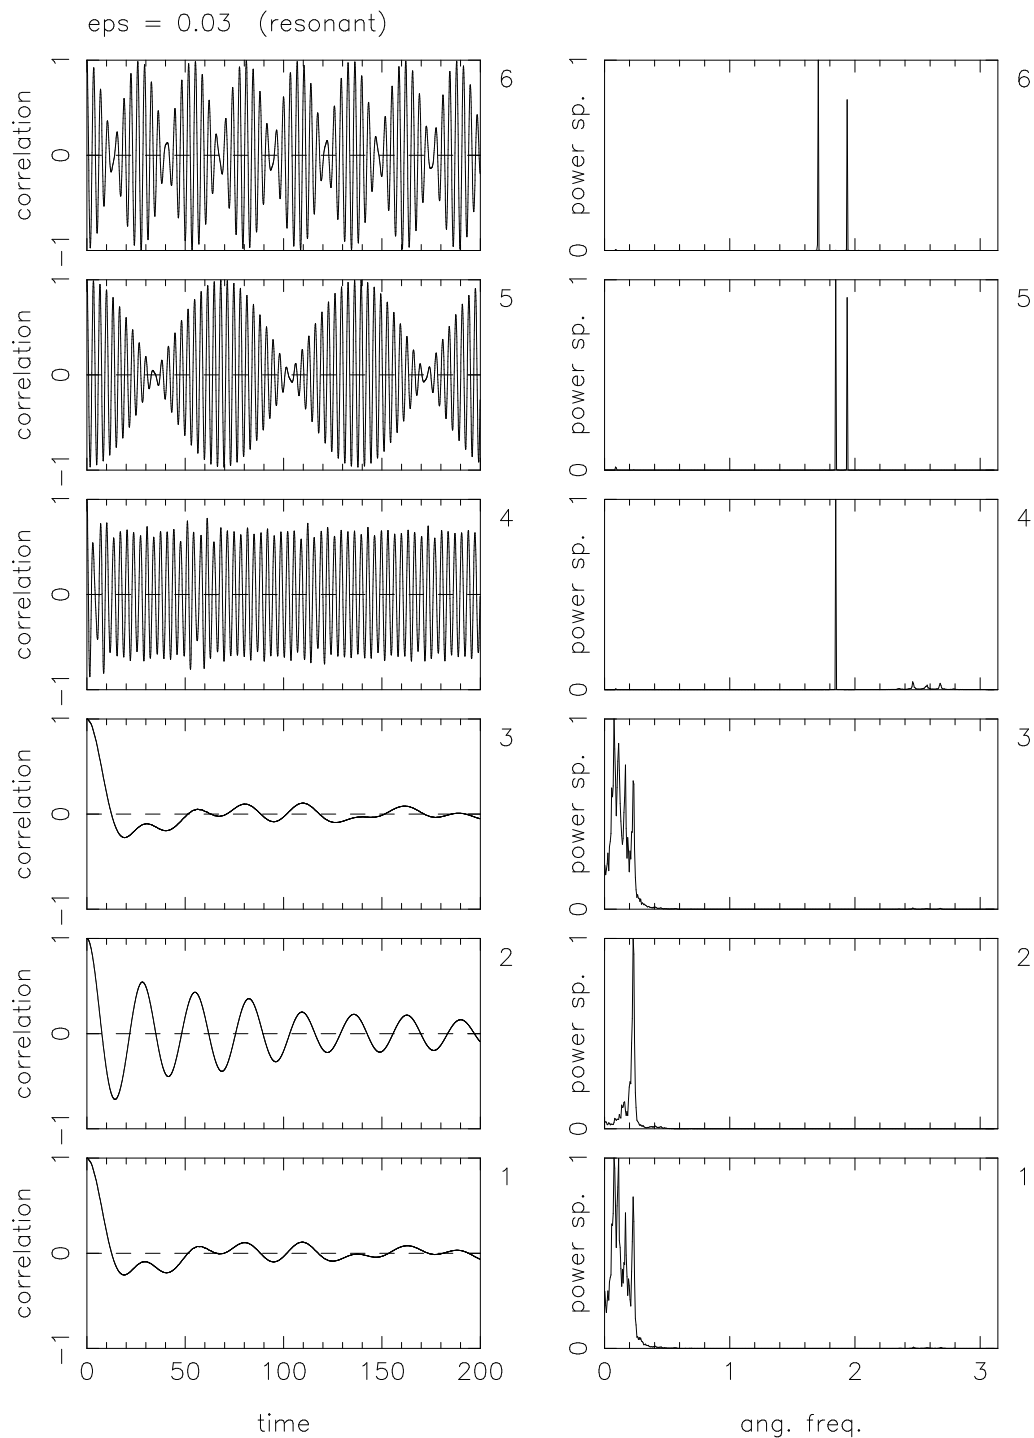 eps = 0.03 (resonant)
correlation
1
0
−1
6
power sp.
1
0
6
correlation
1
0
−1
5
power sp.
1
0
5
correlation
1
0
−1
4
power sp.
1
0
4
correlation
1
0
−1
3
power sp.
1
0
3
correlation
1
0
−1
2
power sp.
1
0
2
correlation
1
0
−1
1
power sp.
1
0
1
0 50 100 150 200
0 1 2 3
time
ang. freq.